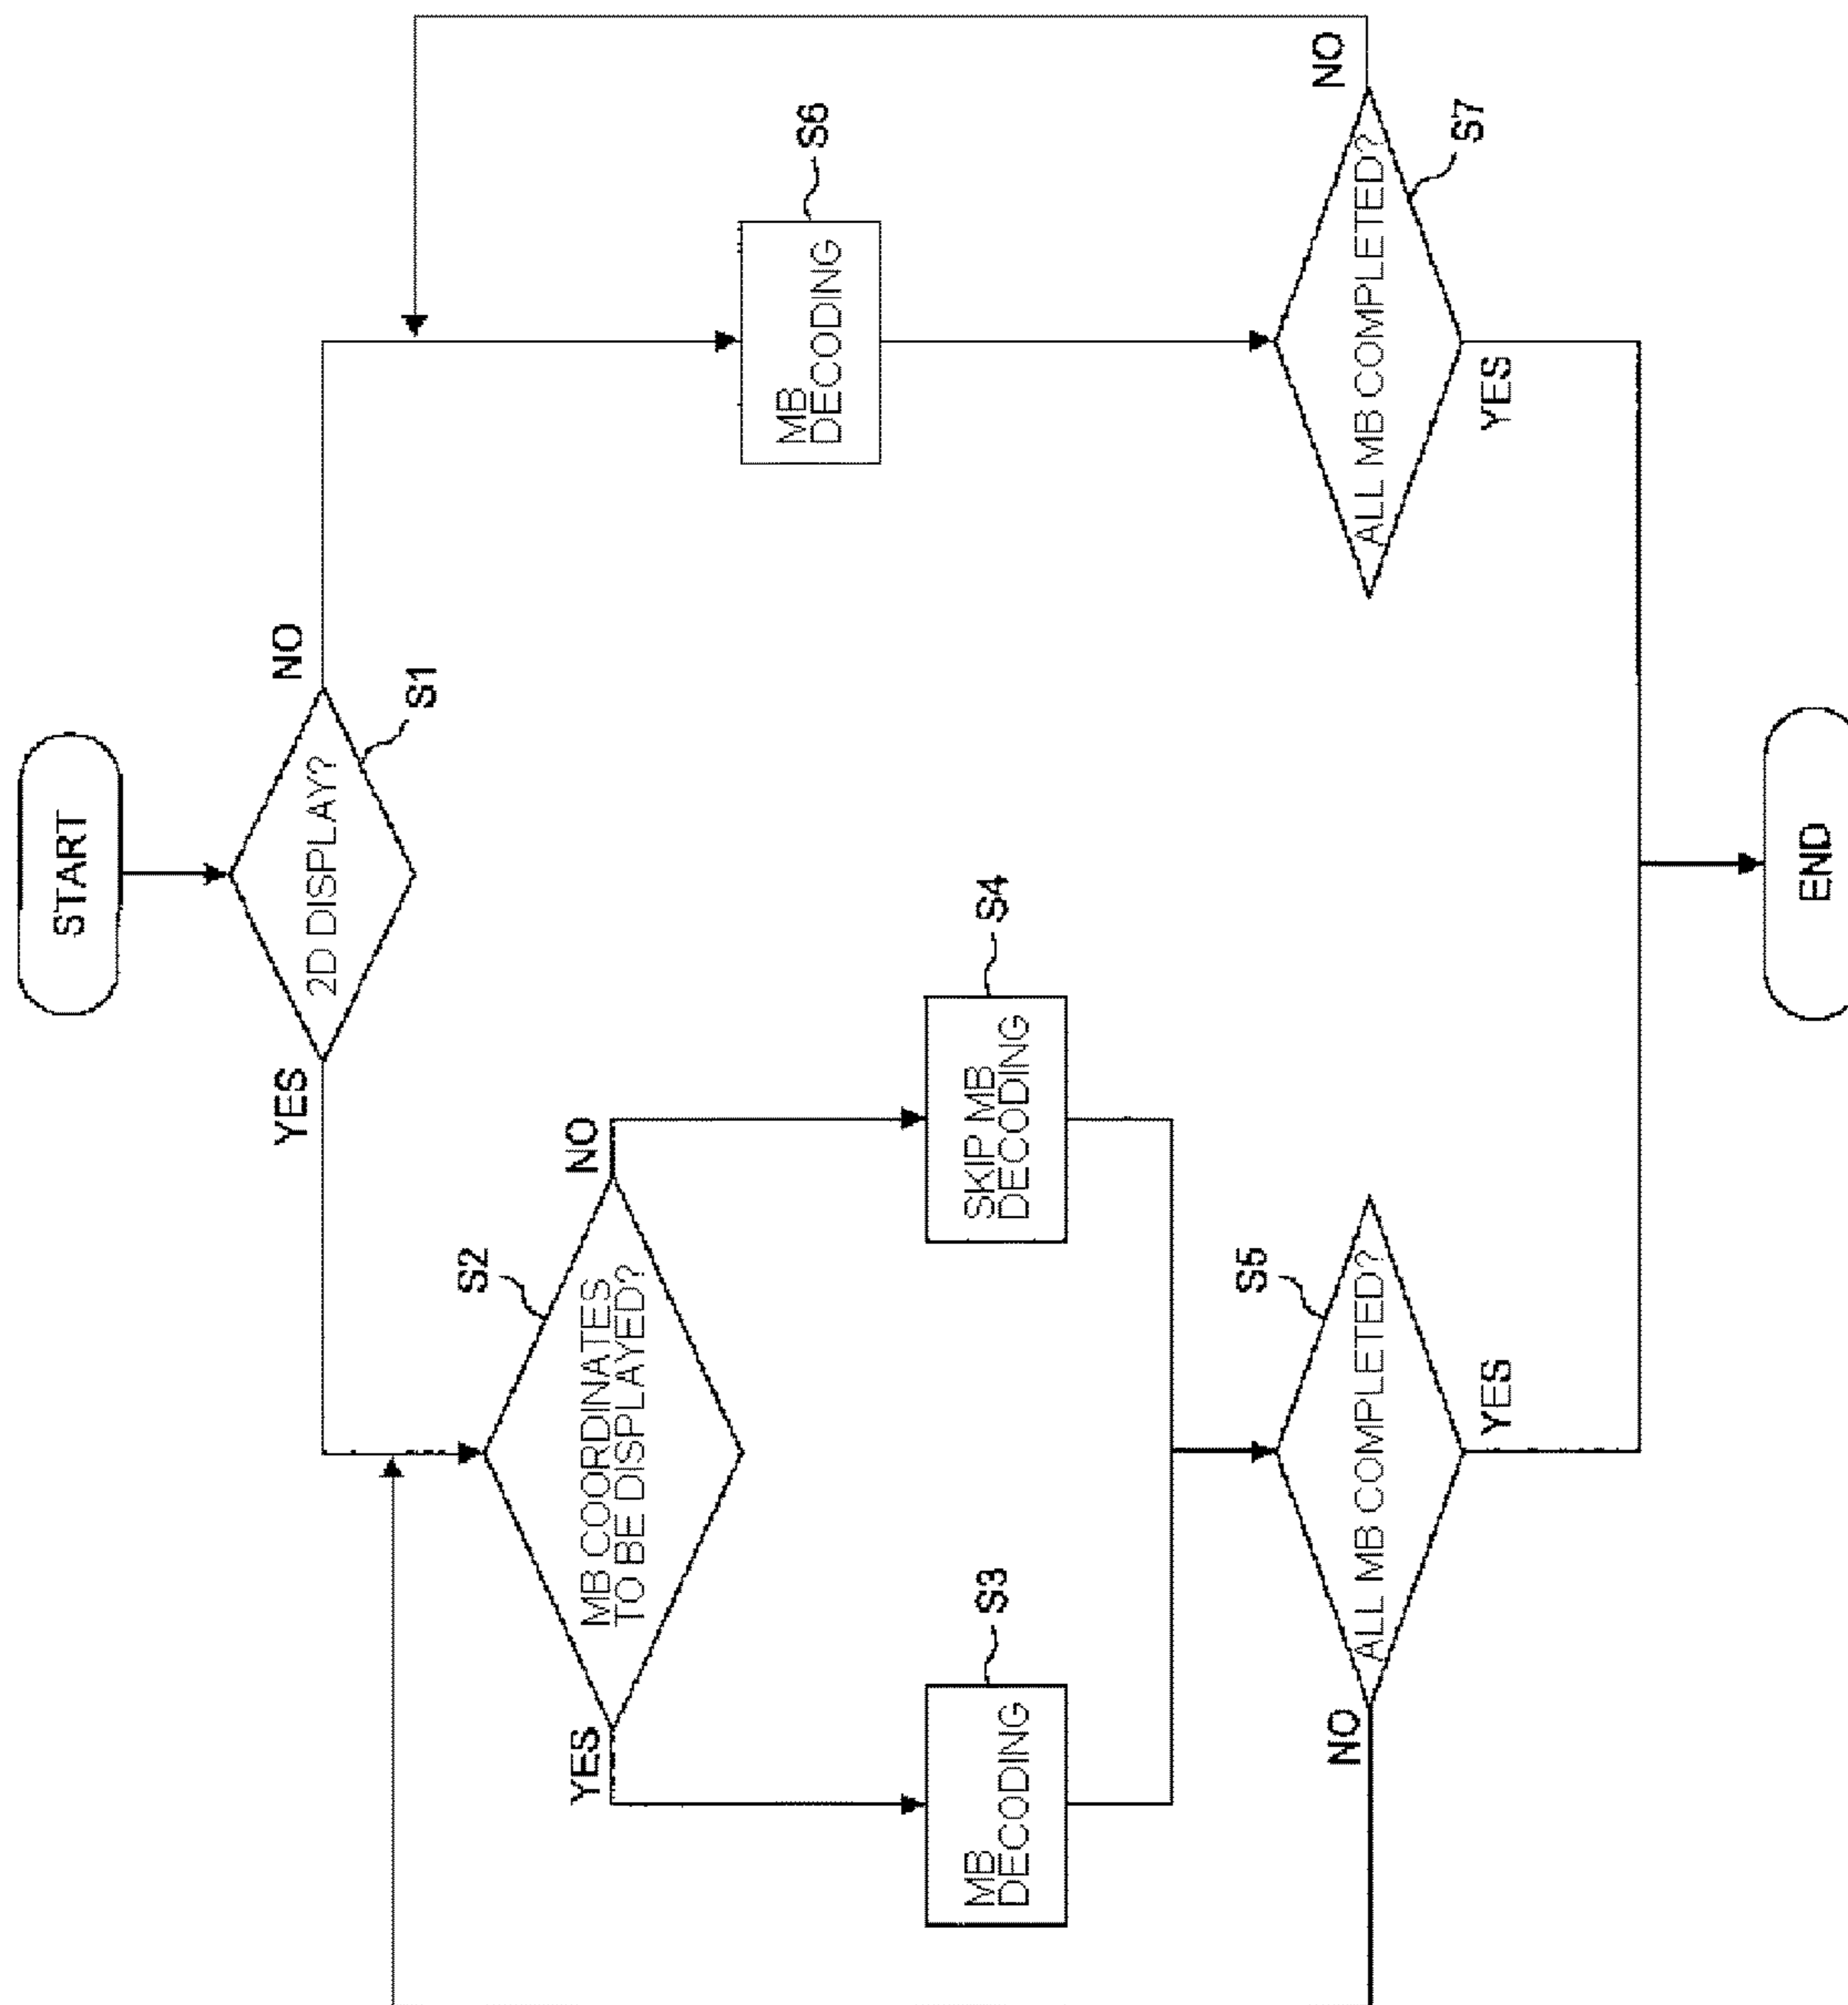 START
2D DISPLAY?
S1
YES
NO
MB COORDINATES
TO BE DISPLAYED?
S2
YES
NO
MB
DECODING
S3
SKIP MB
DECODING
S4
MB
DECODING
S6
ALL MB COMPLETED?
S5
NO
YES
ALL MB COMPLETED?
S7
NO
YES
END